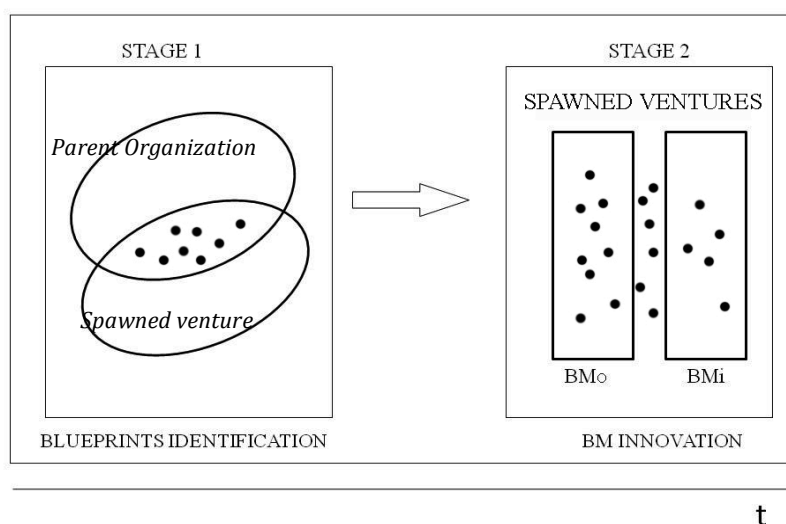 STAGE 1
Parent Organization
Spawned venture
BLUEPRINTS IDENTIFICATION
STAGE 2
SPAWNED VENTURES
BMo
BMi
BM INNOVATION
t